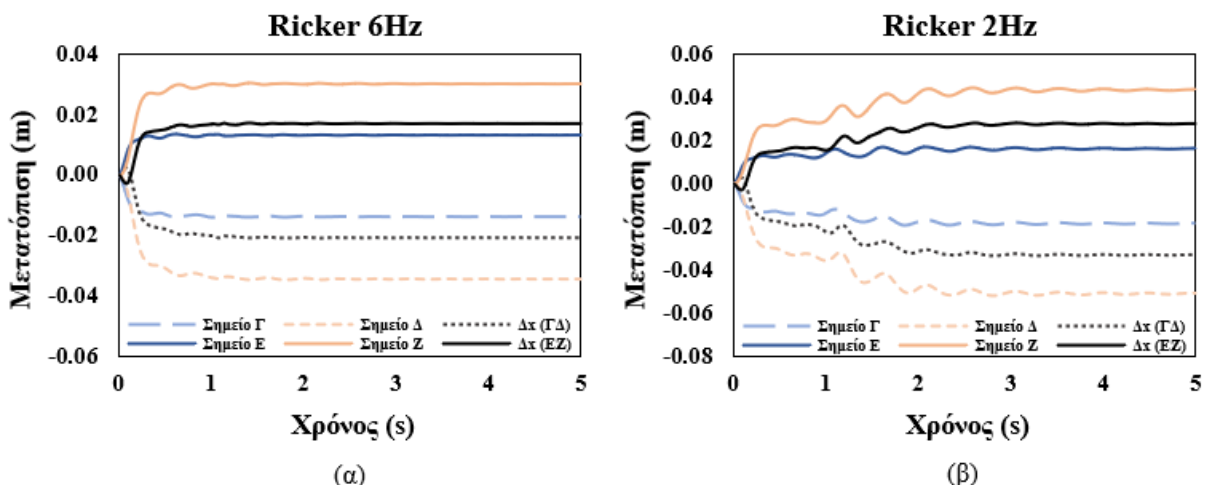 Ricker 6Hz
Μετατόπιση (m)
0.04
0.02
0.00
-0.02
-0.04
-0.06
Σημείο Γ
Σημείο Δ
Δx (ΓΔ)
Σημείο Ε
Σημείο Ζ
Δx (ΕΖ)
0 1 2 3 4 5
Χρόνος (s)
(α)
Ricker 2Hz
Μετατόπιση (m)
0.06
0.04
0.02
0.00
-0.02
-0.04
-0.06
-0.08
Σημείο Γ
Σημείο Δ
Δx (ΓΔ)
Σημείο Ε
Σημείο Ζ
Δx (ΕΖ)
0 1 2 3 4 5
Χρόνος (s)
(β)